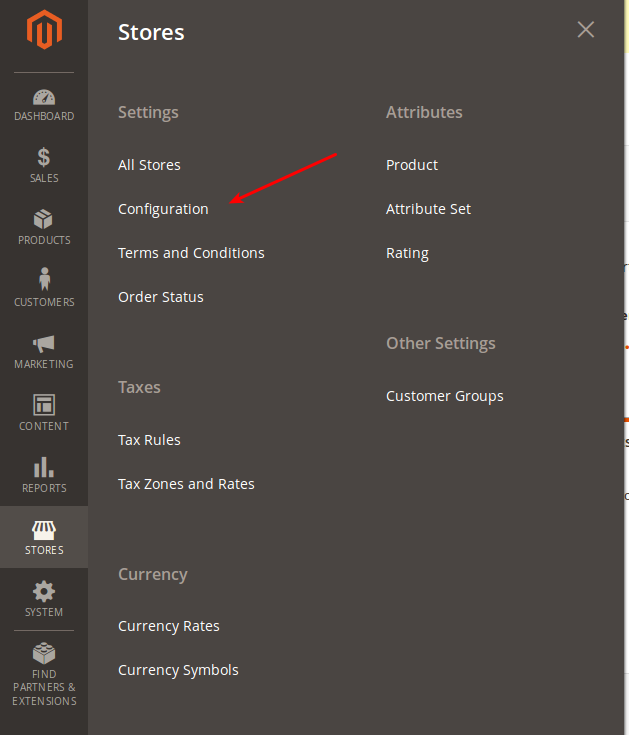 DASHBOARD
SALES
PRODUCTS
CUSTOMERS
MARKETING
CONTENT
REPORTS
STORES
SYSTEM
FIND
PARTNERS &
EXTENSIONS
Stores
Settings
All Stores
Configuration
Terms and Conditions
Order Status
Taxes
Tax Rules
Tax Zones and Rates
Currency
Currency Rates
Currency Symbols
Attributes
Product
Attribute Set
Rating
Other Settings
Customer Groups